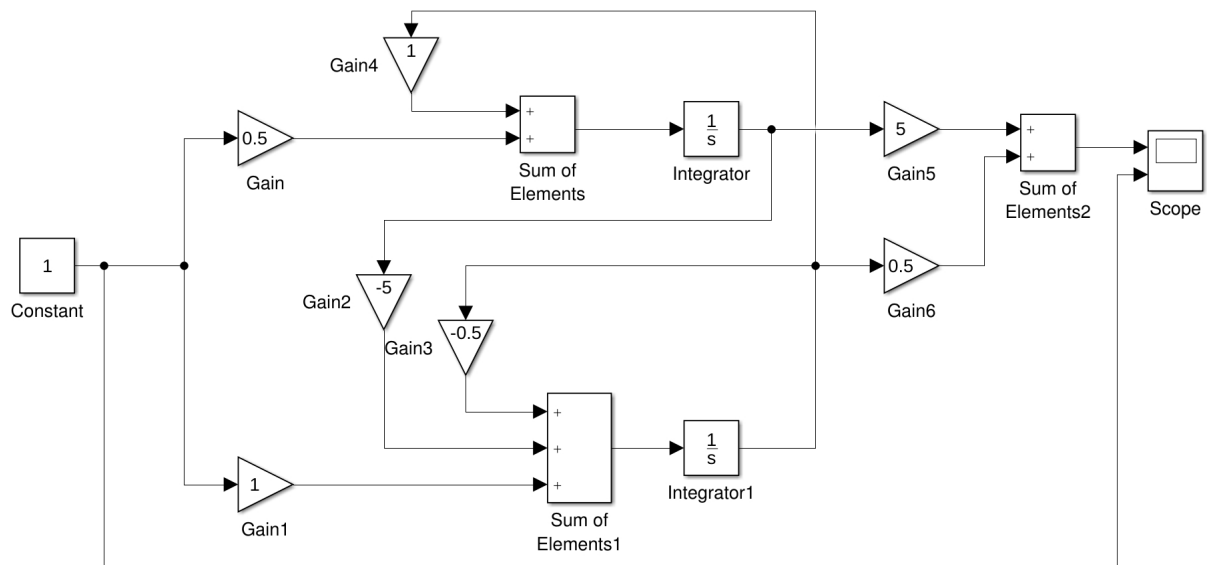 1
Gain4
0.5
Gain
+
+
Sum of
Elements
1
s
Integrator
5
Gain5
+
+
Sum of
Elements2
Scope
1
Constant
-5
Gain2
-0.5
Gain3
0.5
Gain6
1
Gain1
+
+
+
Sum of
Elements1
1
s
Integrator1